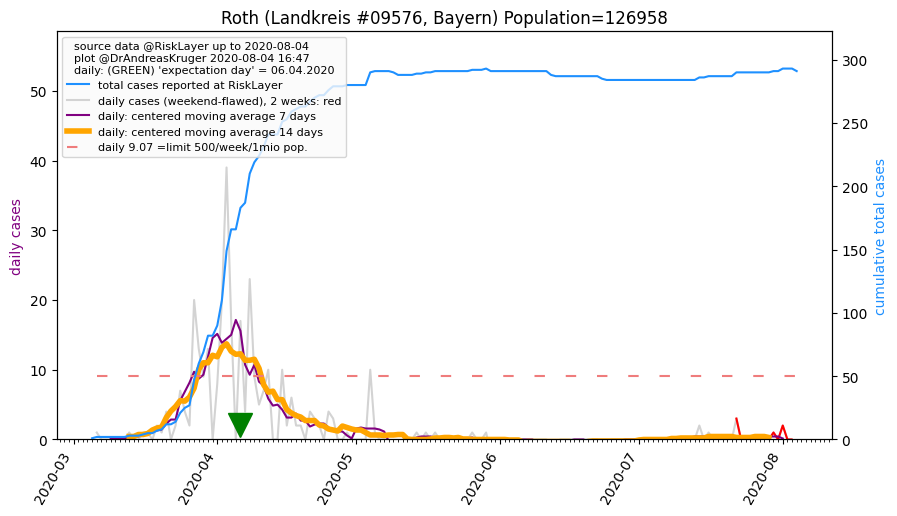 Roth (Landkreis #09576, Bayern) Population=126958
source data @RiskLayer up to 2020-08-04
plot @DrAndreasKruger 2020-08-04 16:47
daily: (GREEN) 'expectation day' = 06.04.2020
total cases reported at RiskLayer
daily cases (weekend-flawed), 2 weeks: red
daily: centered moving average 7 days
daily: centered moving average 14 days
daily 9.07 =limit 500/week/1mio pop.
daily cases
50
40
30
20
10
0
cumulative total cases
300
250
200
150
100
50
0
2020-03
2020-04
2020-05
2020-06
2020-07
2020-08